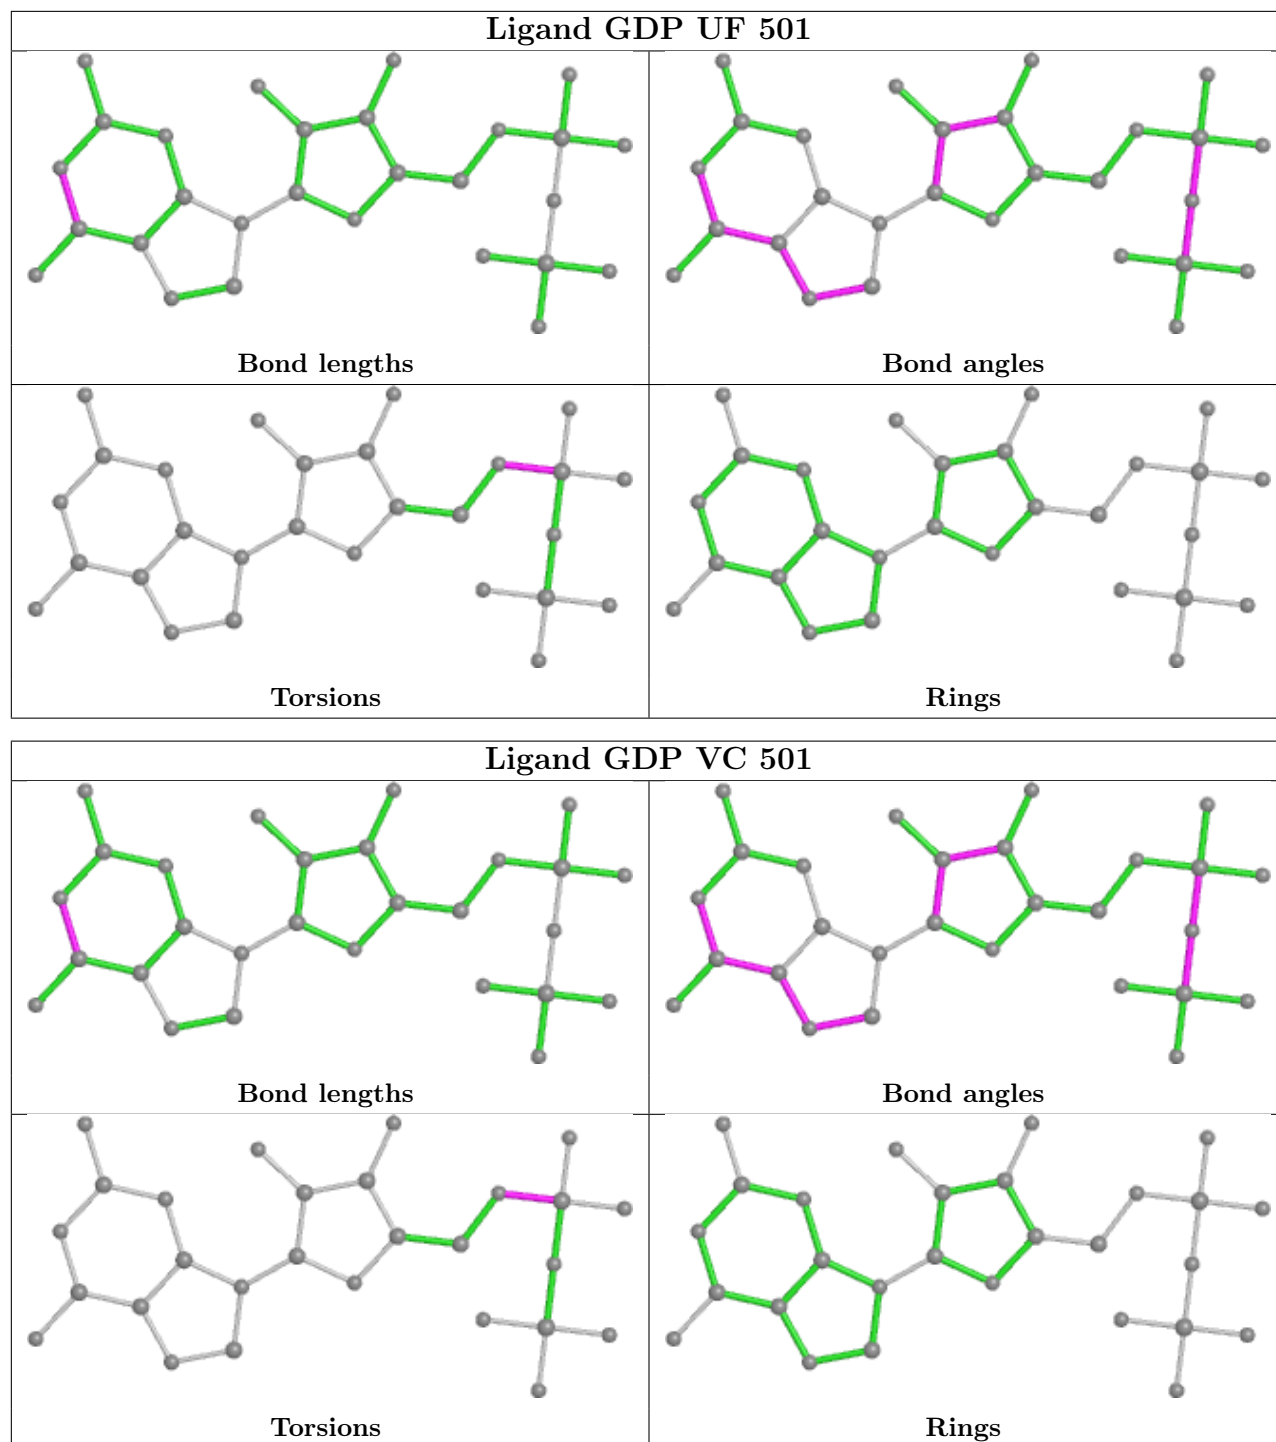 Ligand GDP UF 501
Bond lengths
Bond angles
Torsions
Rings
Ligand GDP VC 501
Bond lengths
Bond angles
Torsions
Rings